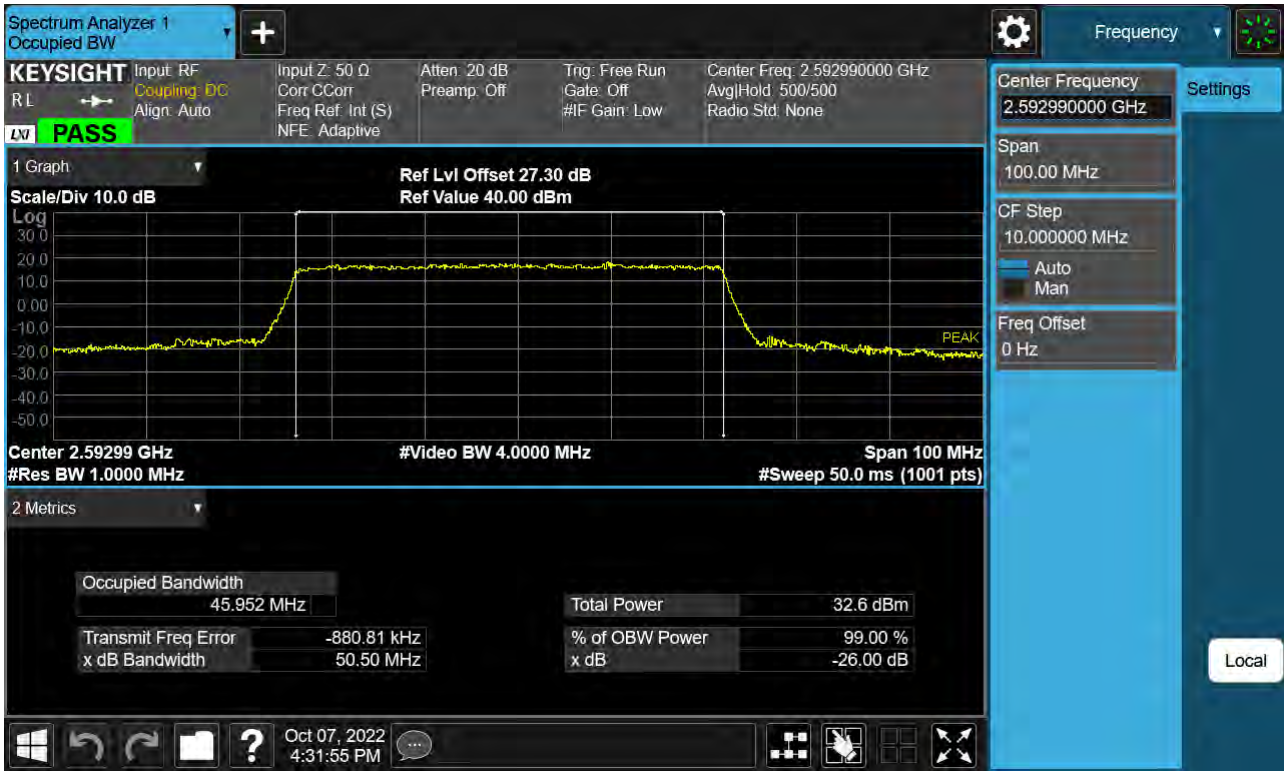 Spectrum Analyzer 1
Occupied BW
Frequency
KEYSIGHT
R L
LXI
PASS
Input: RF
Coupling: DC
Align: Auto
Input Z: 50 Ω
Corr CCorr
Freq Ref: Int (S)
NFE: Adaptive
Atten: 20 dB
Preamp: Off
Trig: Free Run
Gate: Off
#IF Gain: Low
Center Freq: 2.592990000 GHz
Avg|Hold: 500/500
Radio Std: None
Center Frequency
2.592990000 GHz
Settings
Span
100.00 MHz
CF Step
10.000000 MHz
Auto
Man
Freq Offset
0 Hz
Local
1 Graph
Scale/Div 10.0 dB
Ref Lvl Offset 27.30 dB
Ref Value 40.00 dBm
Log
30.0
20.0
10.0
0.00
-10.0
-20.0
-30.0
-40.0
-50.0
PEAK
Center 2.59299 GHz
#Video BW 4.0000 MHz
Span 100 MHz
#Res BW 1.0000 MHz
#Sweep 50.0 ms (1001 pts)
2 Metrics
Occupied Bandwidth
45.952 MHz
Total Power 32.6 dBm
Transmit Freq Error -880.81 kHz
% of OBW Power 99.00 %
x dB Bandwidth 50.50 MHz
x dB -26.00 dB
?
Oct 07, 2022
4:31:55 PM